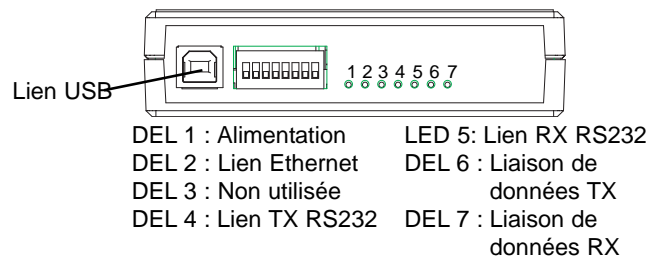 1 2 3 4 5 6 7
Lien USB
DEL 1 : Alimentation
DEL 2 : Lien Ethernet
DEL 3 : Non utilisée
DEL 4 : Lien TX RS232
LED 5: Lien RX RS232
DEL 6 : Liaison de
données TX
DEL 7 : Liaison de
données RX